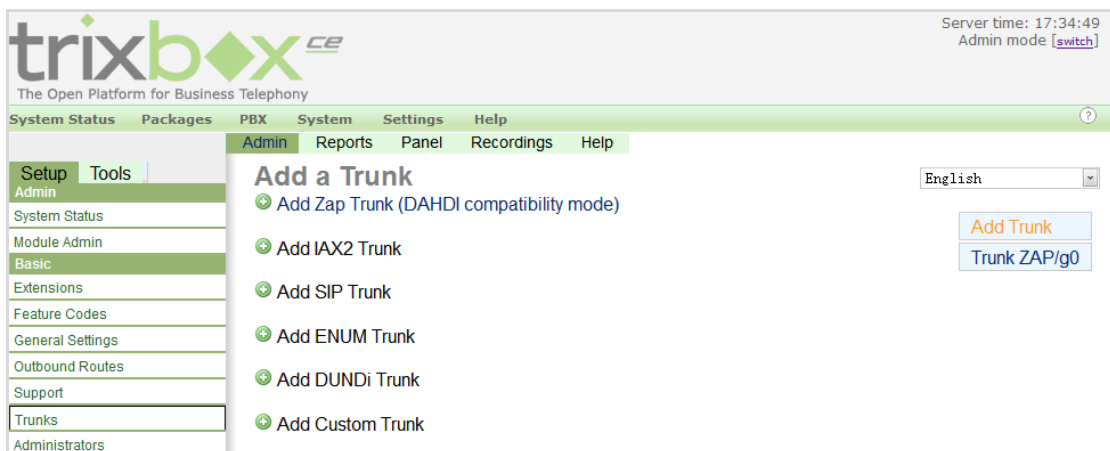 trixbox ce
The Open Platform for Business Telephony
Server time: 17:34:49
Admin mode [switch]
System Status Packages PBX System Settings Help ?
Admin Reports Panel Recordings Help
Setup Tools
Admin
System Status
Module Admin
Basic
Extensions
Feature Codes
General Settings
Outbound Routes
Support
Trunks
Administrators
Add a Trunk
Add Zap Trunk (DAHDI compatibility mode)
Add IAX2 Trunk
Add SIP Trunk
Add ENUM Trunk
Add DUNDi Trunk
Add Custom Trunk
English
Add Trunk
Trunk ZAP/g0